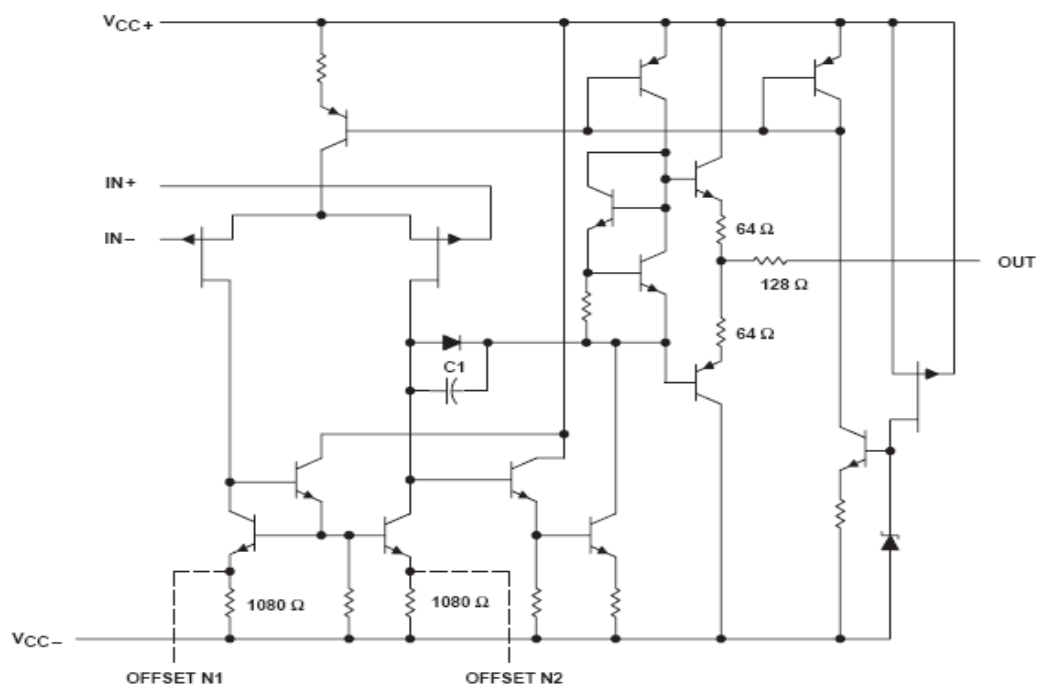 VCC+
IN+
IN−
64 Ω
OUT
128 Ω
64 Ω
C1
1080 Ω
1080 Ω
VCC−
OFFSET N1
OFFSET N2